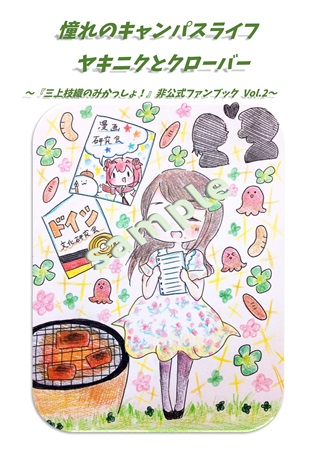 憧れのキャンパスライフ
ヤキニクとクローバー
～『三上枝織のみかっしょ！』非公式ファンブック Vol.2～
漫画
研究会
ドイツ
文化研究会
sample